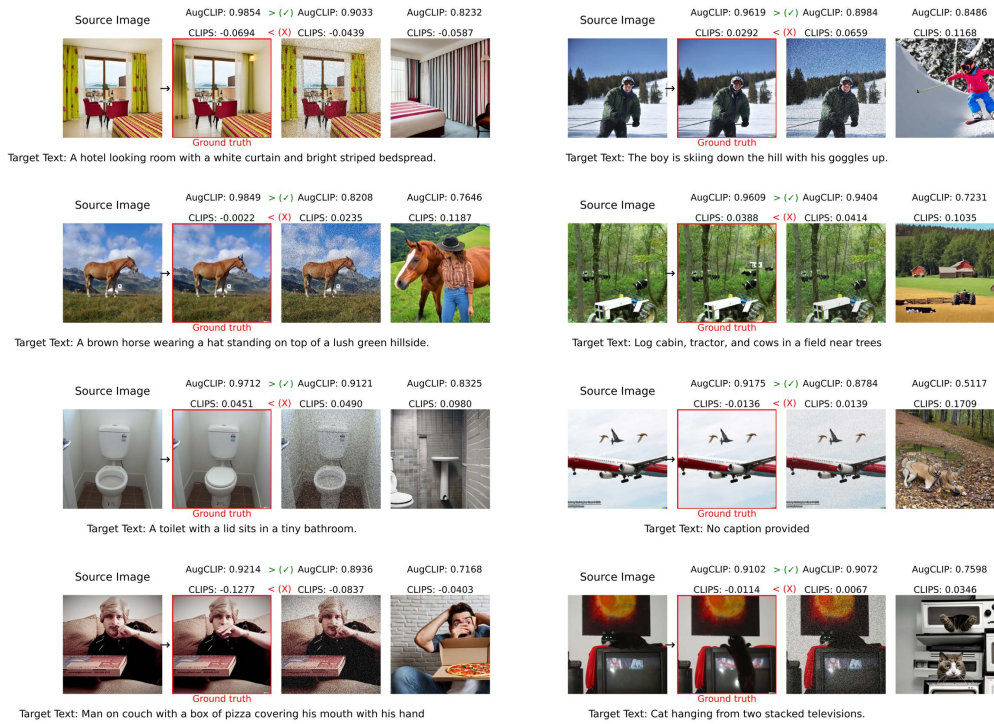 Source Image
AugCLIP: 0.9854 > (✓) AugCLIP: 0.9033 AugCLIP: 0.8232
CLIPS: -0.0694 < (X) CLIPS: -0.0439 CLIPS: -0.0587
→
Ground truth
Target Text: A hotel looking room with a white curtain and bright striped bedspread.
Source Image
AugCLIP: 0.9619 > (✓) AugCLIP: 0.8984 AugCLIP: 0.8486
CLIPS: 0.0292 < (X) CLIPS: 0.0659 CLIPS: 0.1168
→
Ground truth
Target Text: The boy is skiing down the hill with his goggles up.
Source Image
AugCLIP: 0.9849 > (✓) AugCLIP: 0.8208 AugCLIP: 0.7646
CLIPS: -0.0022 < (X) CLIPS: 0.0235 CLIPS: 0.1187
→
Ground truth
Target Text: A brown horse wearing a hat standing on top of a lush green hillside.
Source Image
AugCLIP: 0.9609 > (✓) AugCLIP: 0.9404 AugCLIP: 0.7231
CLIPS: 0.0388 < (X) CLIPS: 0.0414 CLIPS: 0.1035
→
Ground truth
Target Text: Log cabin, tractor, and cows in a field near trees
Source Image
AugCLIP: 0.9712 > (✓) AugCLIP: 0.9121 AugCLIP: 0.8325
CLIPS: 0.0451 < (X) CLIPS: 0.0490 CLIPS: 0.0980
→
Ground truth
Target Text: A toilet with a lid sits in a tiny bathroom.
Source Image
AugCLIP: 0.9175 > (✓) AugCLIP: 0.8784 AugCLIP: 0.5117
CLIPS: -0.0136 < (X) CLIPS: 0.0139 CLIPS: 0.1709
→
Ground truth
Target Text: No caption provided
Source Image
AugCLIP: 0.9214 > (✓) AugCLIP: 0.8936 AugCLIP: 0.7168
CLIPS: -0.1277 < (X) CLIPS: -0.0837 CLIPS: -0.0403
→
Ground truth
Target Text: Man on couch with a box of pizza covering his mouth with his hand
Source Image
AugCLIP: 0.9102 > (✓) AugCLIP: 0.9072 AugCLIP: 0.7598
CLIPS: -0.0114 < (X) CLIPS: 0.0067 CLIPS: 0.0346
→
Ground truth
Target Text: Cat hanging from two stacked televisions.